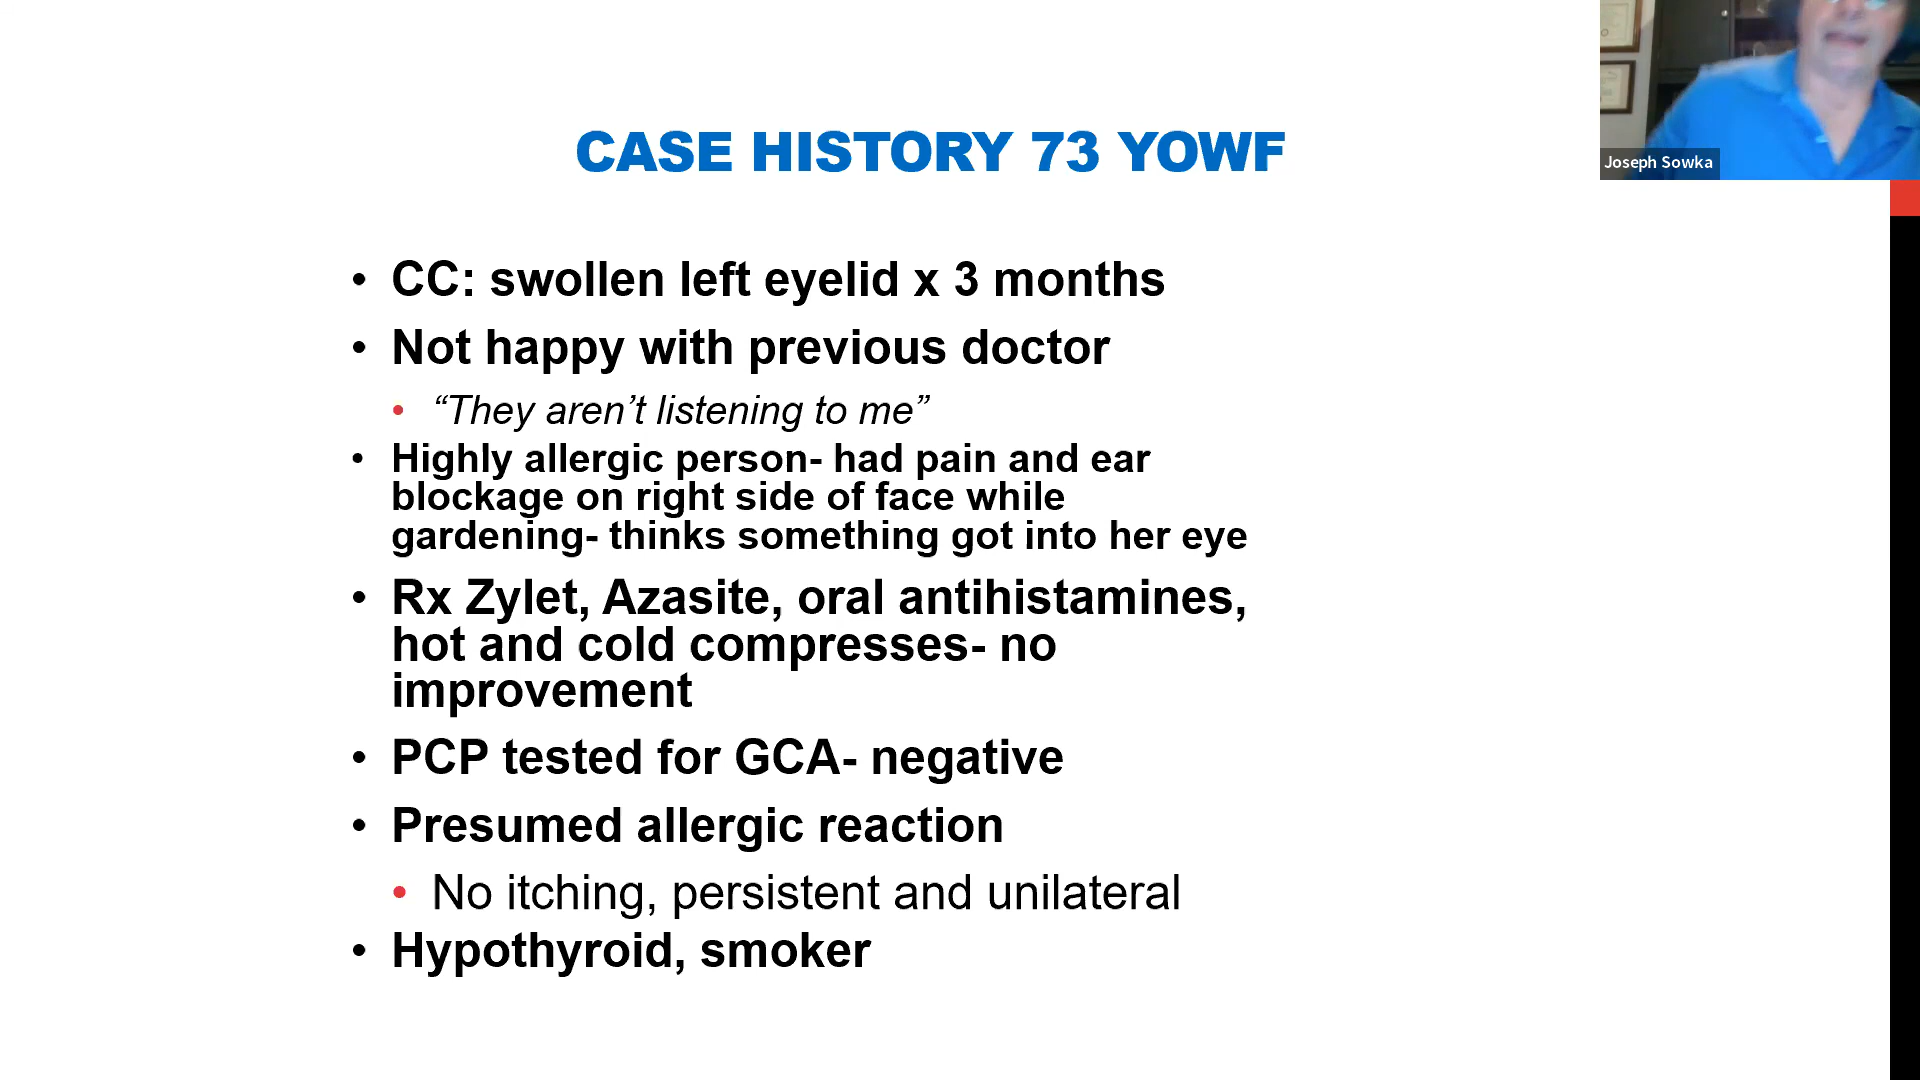 CASE HISTORY 73 YOWF
Joseph Sowka
• CC: swollen left eyelid x 3 months
• Not happy with previous doctor
• “They aren’t listening to me”
• Highly allergic person- had pain and ear
blockage on right side of face while
gardening- thinks something got into her eye
• Rx Zylet, Azasite, oral antihistamines,
hot and cold compresses- no
improvement
• PCP tested for GCA- negative
• Presumed allergic reaction
• No itching, persistent and unilateral
• Hypothyroid, smoker